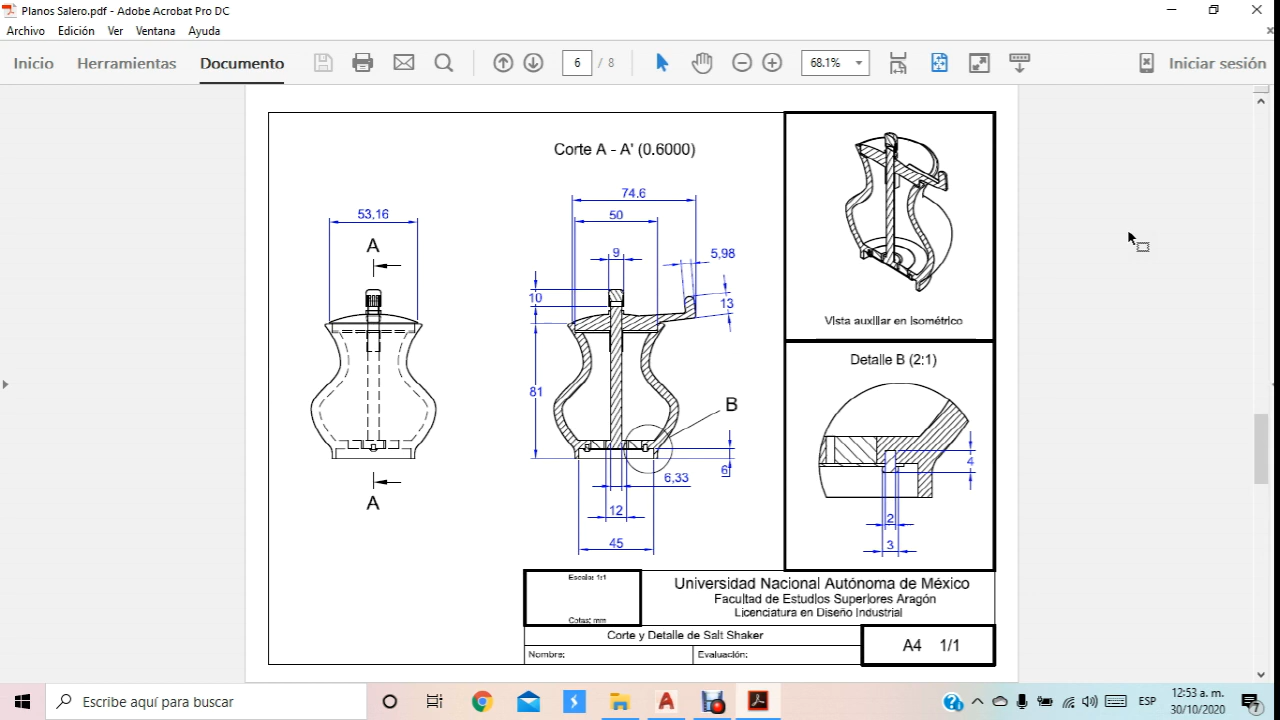 Planos Salero.pdf - Adobe Acrobat Pro DC
Archivo Edición Ver Ventana Ayuda
Inicio Herramientas Documento 6 / 8 68.1% Iniciar sesión
Corte A - A' (0.6000)
74.6
53,16
50
A
9
5,98
10
13
81
B
6
6,33
12
45
A
Vista auxiliar en isométrico
Detalle B (2:1)
4
2
3
Escala: 1:1
Cotas: mm
Universidad Nacional Autónoma de México
Facultad de Estudios Superiores Aragón
Licenciatura en Diseño Industrial
Corte y Detalle de Salt Shaker
Nombre: Evaluación:
A4 1/1
Escribe aquí para buscar
ESP
12:53 a. m.
30/10/2020
7